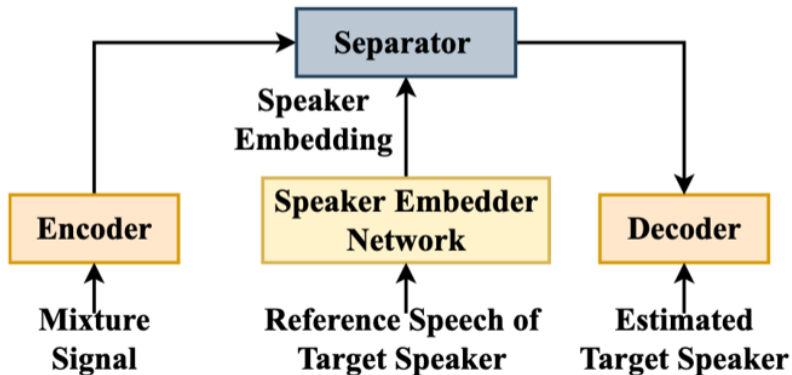 Separator
Speaker
Embedding
Encoder
Speaker Embedder
Network
Decoder
Mixture
Signal
Reference Speech of
Target Speaker
Estimated
Target Speaker